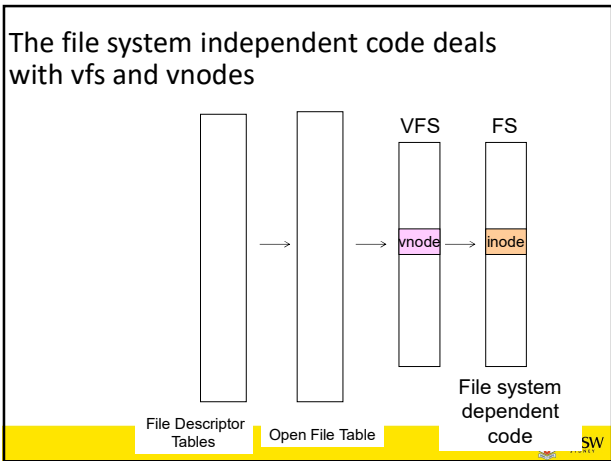 The file system independent code deals
with vfs and vnodes
VFS
FS
vnode
inode
File Descriptor
Tables
Open File Table
File system
dependent
code
SW